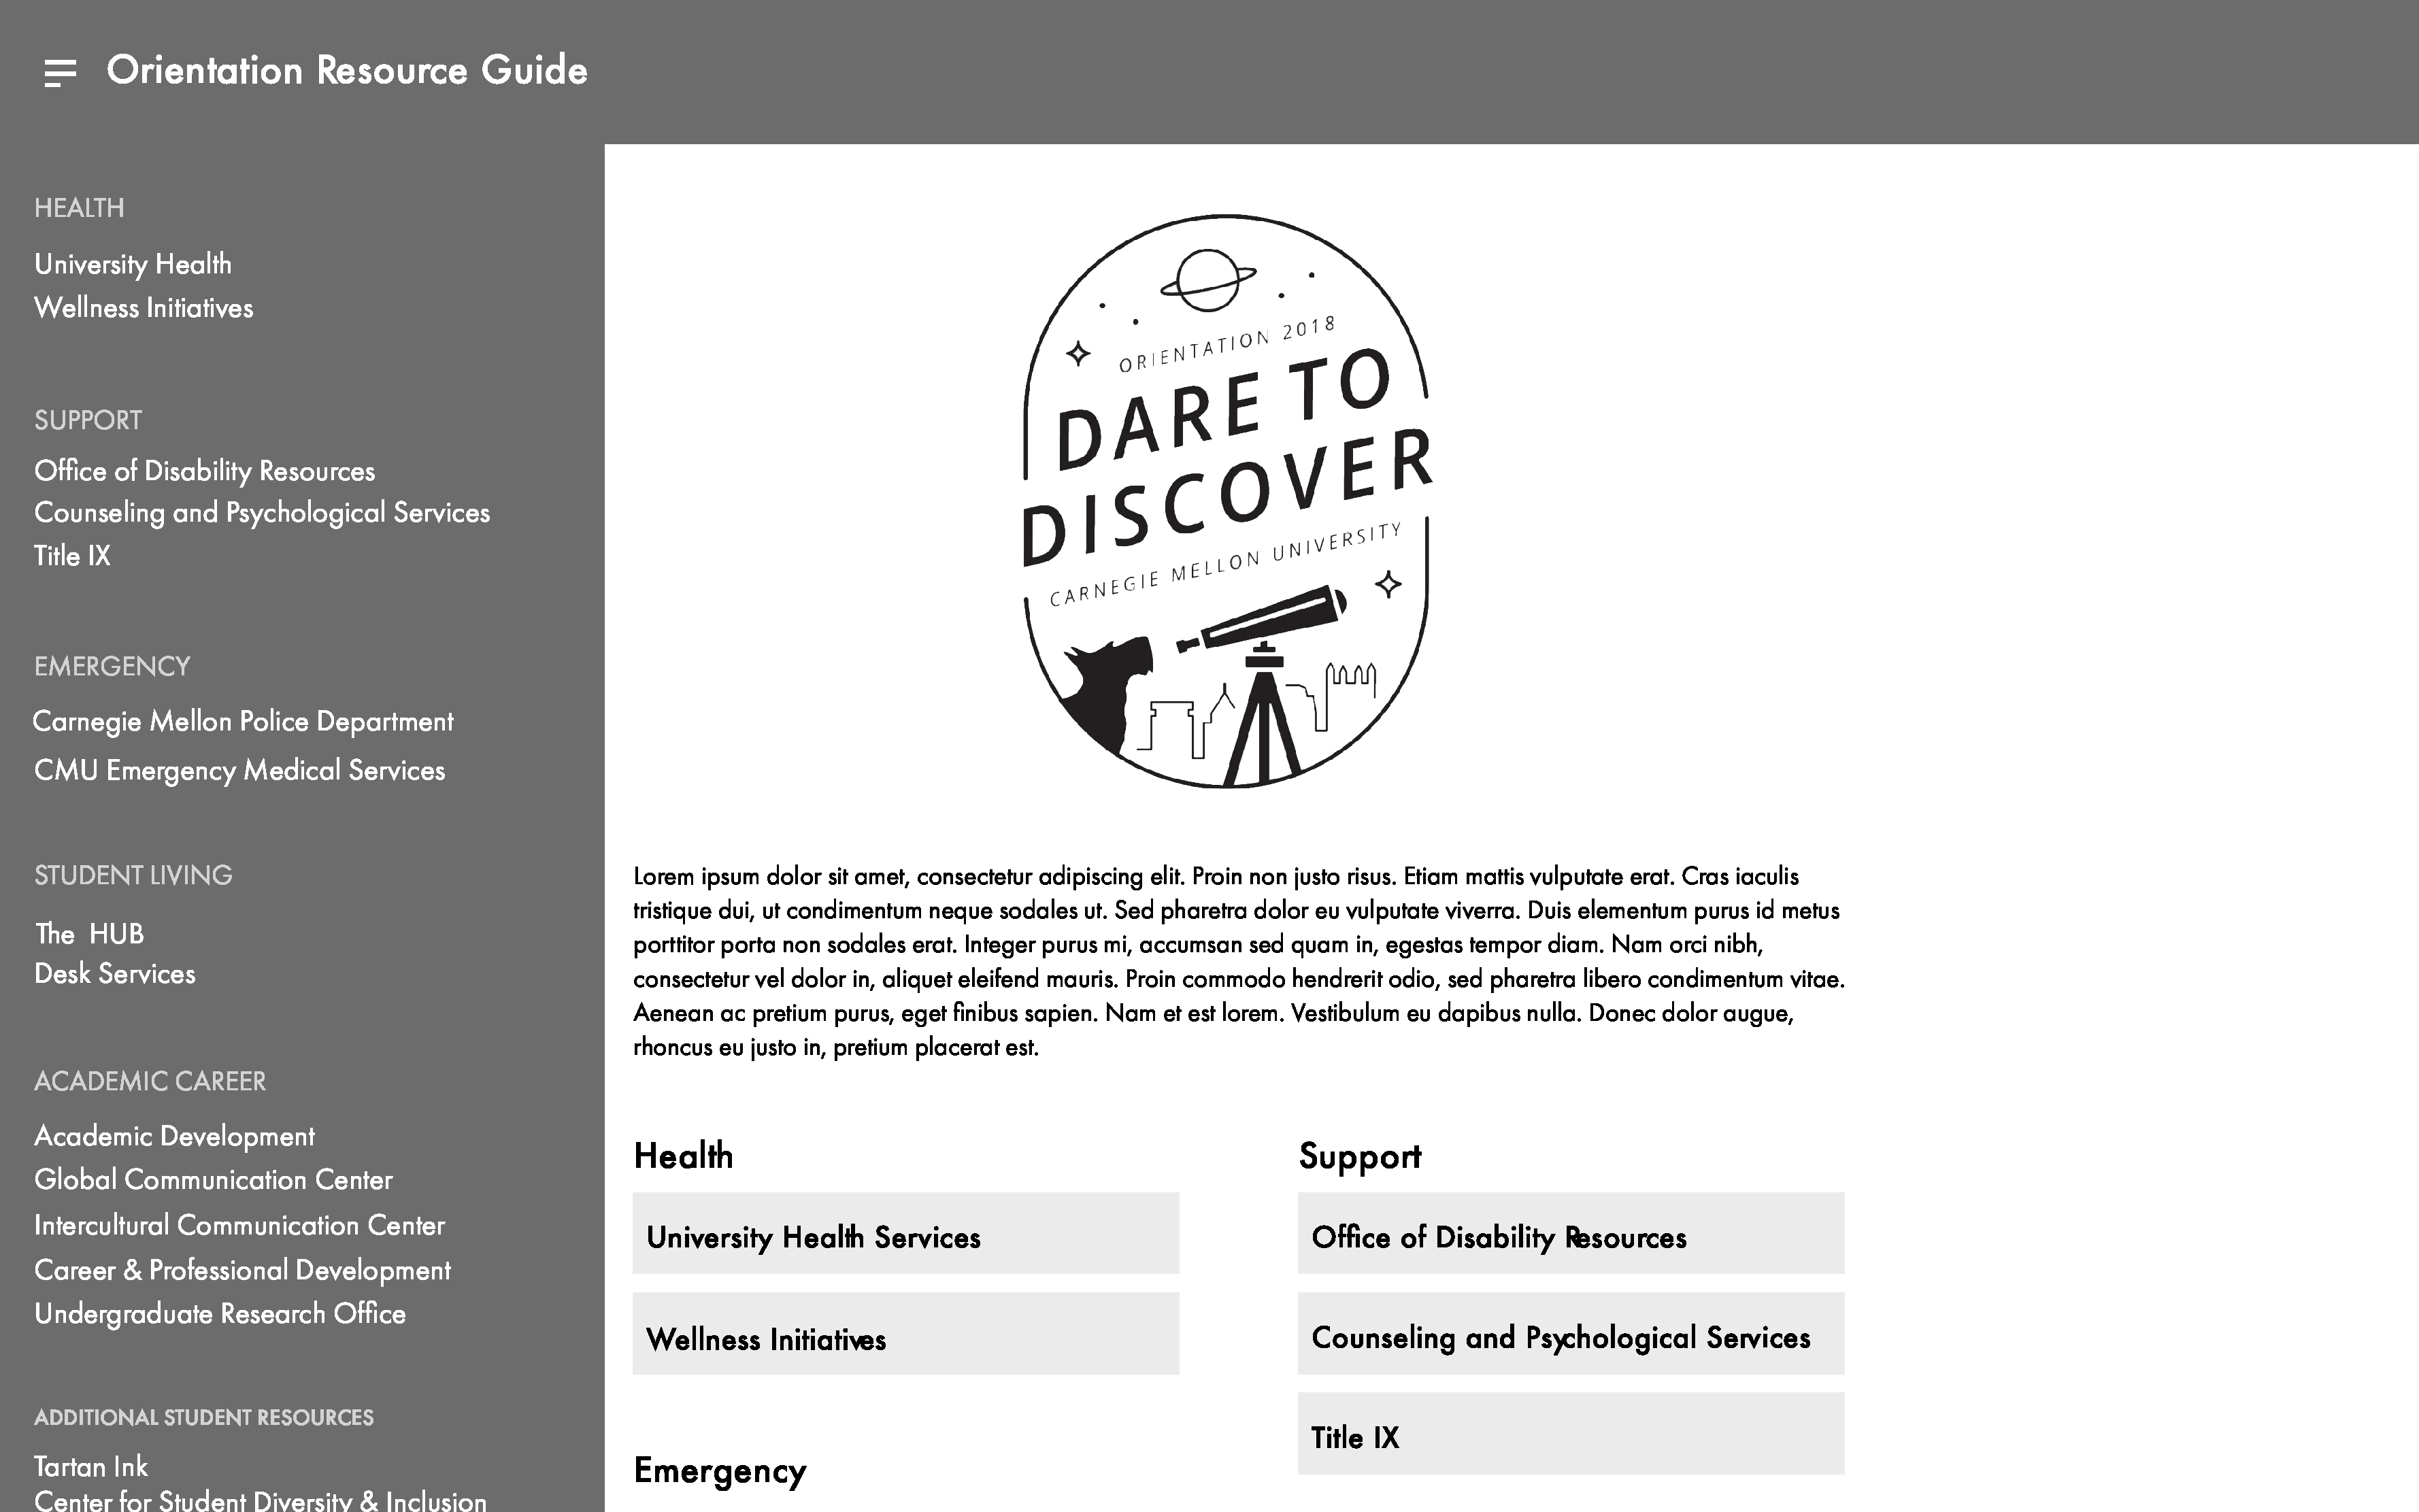 Orientation Resource Guide
HEALTH
University Health
Wellness Initiatives
SUPPORT
Office of Disability Resources
Counseling and Psychological Services
Title IX
EMERGENCY
Carnegie Mellon Police Department
CMU Emergency Medical Services
STUDENT LIVING
The HUB
Desk Services
ACADEMIC CAREER
Academic Development
Global Communication Center
Intercultural Communication Center
Career & Professional Development
Undergraduate Research Office
ADDITIONAL STUDENT RESOURCES
Tartan Ink
Center for Student Diversity & Inclusion
ORIENTATION 2018
DARE TO
DISCOVER
CARNEGIE MELLON UNIVERSITY
Lorem ipsum dolor sit amet, consectetur adipiscing elit. Proin non justo risus. Etiam mattis vulputate erat. Cras iaculis
tristique dui, ut condimentum neque sodales ut. Sed pharetra dolor eu vulputate viverra. Duis elementum purus id metus
porttitor porta non sodales erat. Integer purus mi, accumsan sed quam in, egestas tempor diam. Nam orci nibh,
consectetur vel dolor in, aliquet eleifend mauris. Proin commodo hendrerit odio, sed pharetra libero condimentum vitae.
Aenean ac pretium purus, eget finibus sapien. Nam et est lorem. Vestibulum eu dapibus nulla. Donec dolor augue,
rhoncus eu justo in, pretium placerat est.
Health
University Health Services
Wellness Initiatives
Emergency
Support
Office of Disability Resources
Counseling and Psychological Services
Title IX